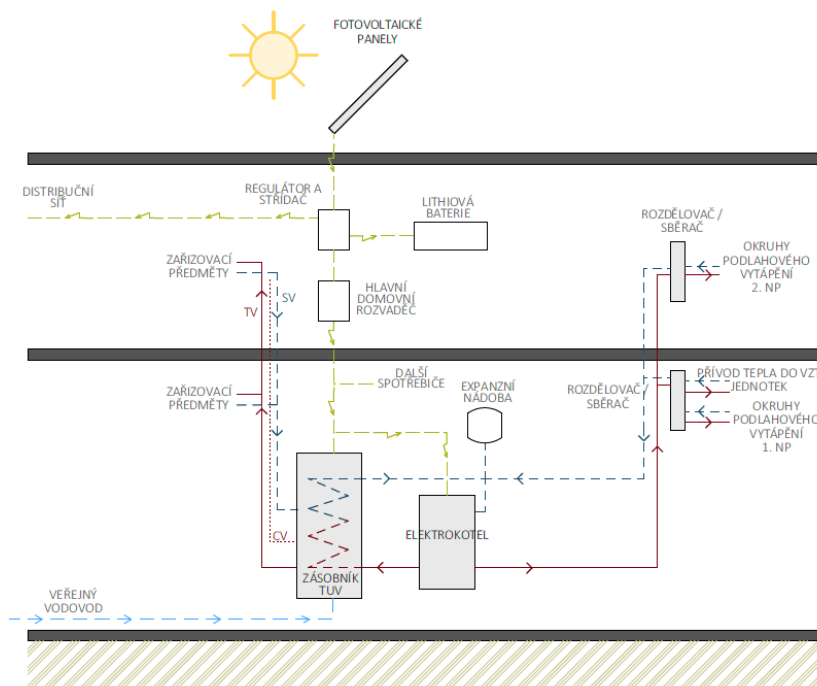 FOTOVOLTAICKÉ
PANELY
DISTRIBUČNÍ
SÍŤ
REGULÁTOR A
STŘÍDAČ
LITHIOVÁ
BATERIE
ROZDĚLOVAČ /
SBĚRAČ
OKRUHY
PODLAHOVÉHO
VYTÁPĚNÍ
2. NP
ZAŘIZOVACÍ
PŘEDMĚTY
SV
TV
HLAVNÍ
DOMOVNÍ
ROZVADĚČ
DALŠÍ
SPOTŘEBIČE
EXPANZNÍ
NÁDOBA
ROZDĚLOVAČ /
SBĚRAČ
PŘÍVOD TEPLA DO VZT
JEDNOTEK
OKRUHY
PODLAHOVÉHO
VYTÁPĚNÍ
1. NP
ZAŘIZOVACÍ
PŘEDMĚTY
CV
ELEKTROKOTEL
ZÁSOBNÍK
TUV
VEŘEJNÝ
VODOVOD